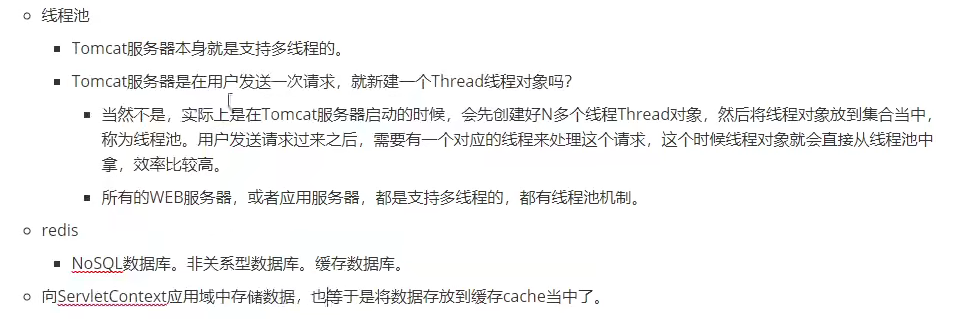 线程池
Tomcat服务器本身就是支持多线程的。
Tomcat服务器是在用户发送一次请求，就新建一个Thread线程对象吗？
当然不是，实际上是在Tomcat服务器启动的时候，会先创建好N多个线程Thread对象，然后将线程对象放到集合当中，
称为线程池。用户发送请求过来之后，需要有一个对应的线程来处理这个请求，这个时候线程对象就会直接从线程池中
拿，效率比较高。
所有的WEB服务器，或者应用服务器，都是支持多线程的，都有线程池机制。
redis
NoSQL数据库。非关系型数据库。缓存数据库。
向ServletContext应用域中存储数据，也等于是将数据存放到缓存cache当中了。